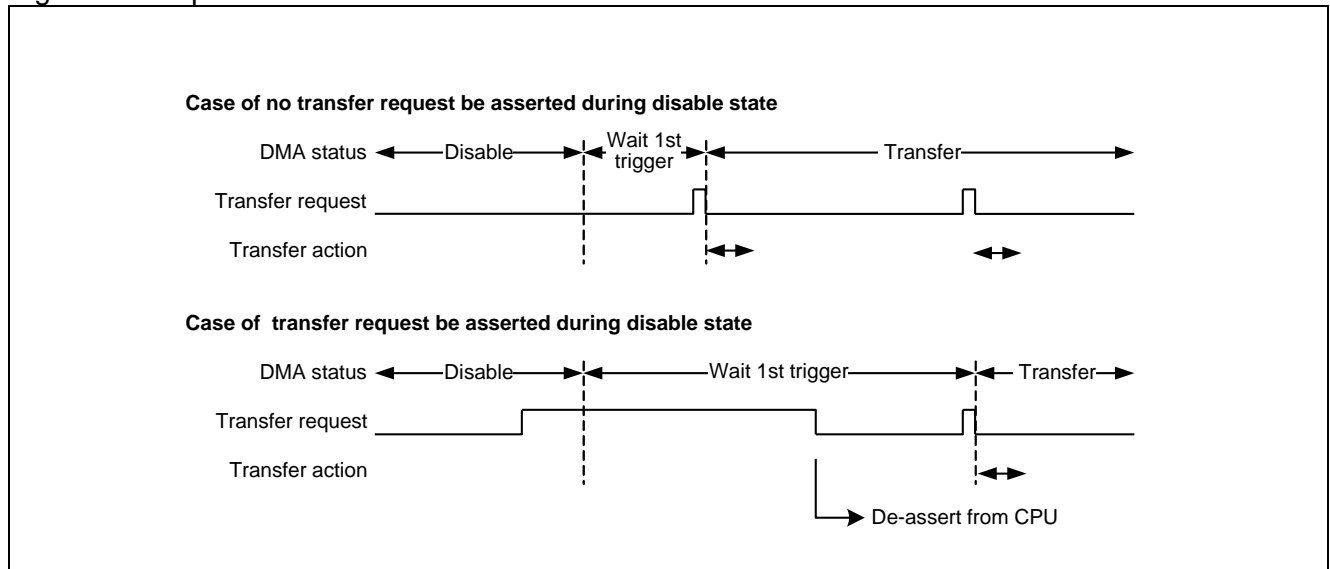 Case of no transfer request be asserted during disable state
DMA status Disable Wait 1st trigger Transfer
Transfer request
Transfer action
Case of transfer request be asserted during disable state
DMA status Disable Wait 1st trigger Transfer
Transfer request
Transfer action
De-assert from CPU